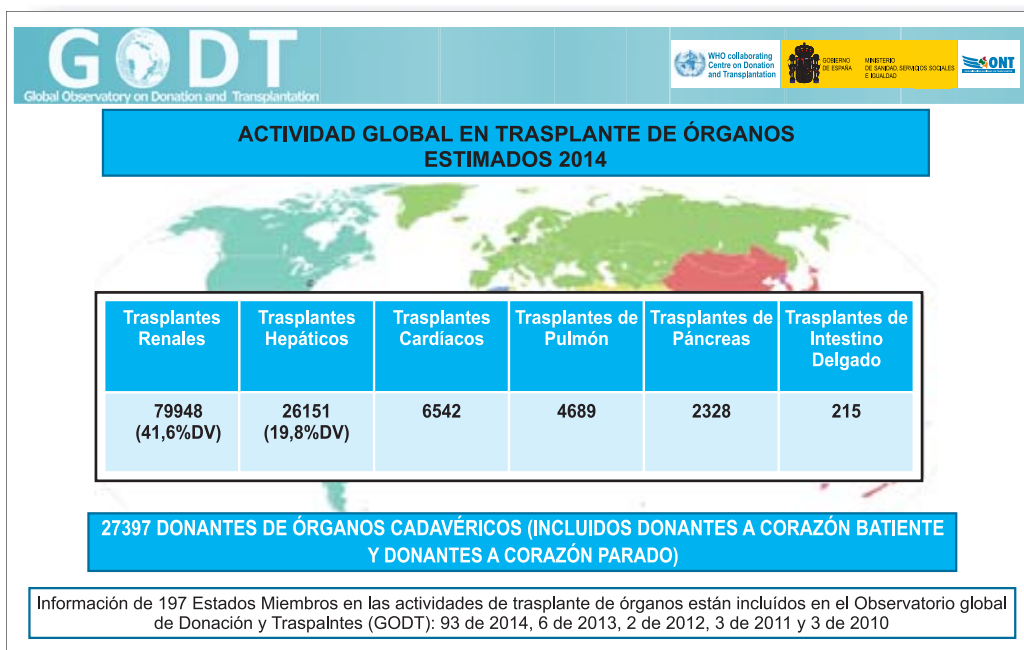 GODT
Global Observatory on Donation and Transplantation
WHO collaborating
Centre on Donation
and Transplantation
GOBIERNO
DE ESPAÑA
MINISTERIO
DE SANIDAD, SERVICIOS SOCIALES
E IGUALDAD
ONT
ACTIVIDAD GLOBAL EN TRASPLANTE DE ÓRGANOS
ESTIMADOS 2014
Trasplantes
Renales
Trasplantes
Hepáticos
Trasplantes
Cardíacos
Trasplantes de
Pulmón
Trasplantes de
Páncreas
Trasplantes de
Intestino
Delgado
79948
(41,6%DV)
26151
(19,8%DV)
6542
4689
2328
215
27397 DONANTES DE ÓRGANOS CADAVÉRICOS (INCLUIDOS DONANTES A CORAZÓN BATIENTE
Y DONANTES A CORAZÓN PARADO)
Información de 197 Estados Miembros en las actividades de trasplante de órganos están incluídos en el Observatorio global
de Donación y Traspalntes (GODT): 93 de 2014, 6 de 2013, 2 de 2012, 3 de 2011 y 3 de 2010